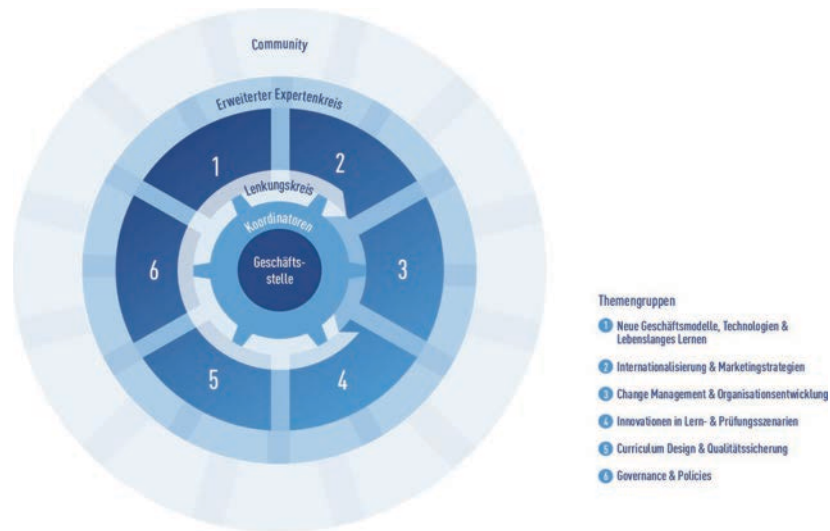 Community
Erweiterter Expertenkreis
1
2
Lenkungskreis
Koordinatoren
Geschäfts-
stelle
6
3
5
4
Themengruppen
1 Neue Geschäftsmodelle, Technologien &
Lebenslanges Lernen
2 Internationalisierung & Marketingstrategien
3 Change Management & Organisationsentwicklung
4 Innovationen in Lern- & Prüfungsszenarien
5 Curriculum Design & Qualitätssicherung
6 Governance & Policies